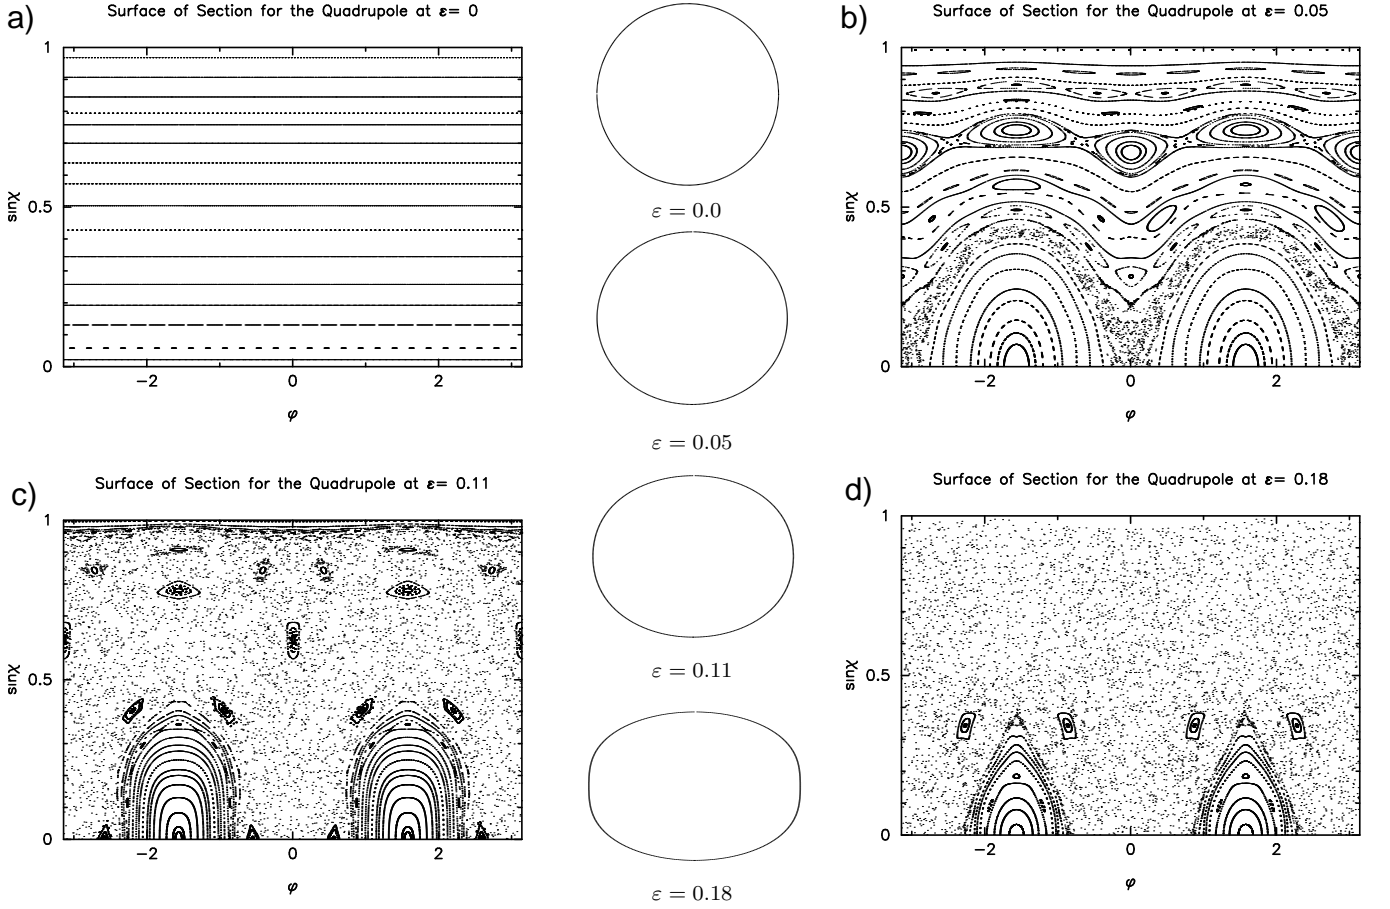 a)
Surface of Section for the Quadrupole at ε= 0
1
0.5
0
sinχ
−2
0
2
φ
ε = 0.0
ε = 0.05
b)
Surface of Section for the Quadrupole at ε= 0.05
1
0.5
0
sinχ
−2
0
2
φ
c)
Surface of Section for the Quadrupole at ε= 0.11
1
0.5
0
sinχ
−2
0
2
φ
ε = 0.11
ε = 0.18
d)
Surface of Section for the Quadrupole at ε= 0.18
1
0.5
0
sinχ
−2
0
2
φ